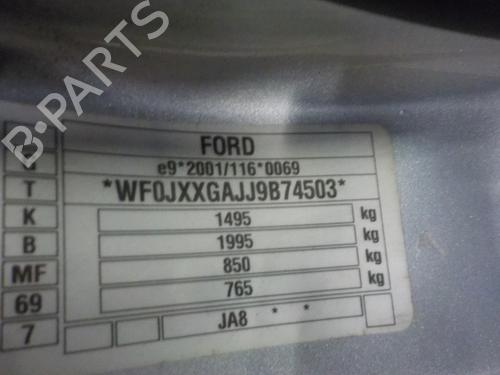 B·PARTS
FORD
e9*2001/116*0069
T *WF0JXXGAJJ9B74503*
K 1495 kg
B 1995 kg
MF 850 kg
69 765 kg
7 JA8 * *